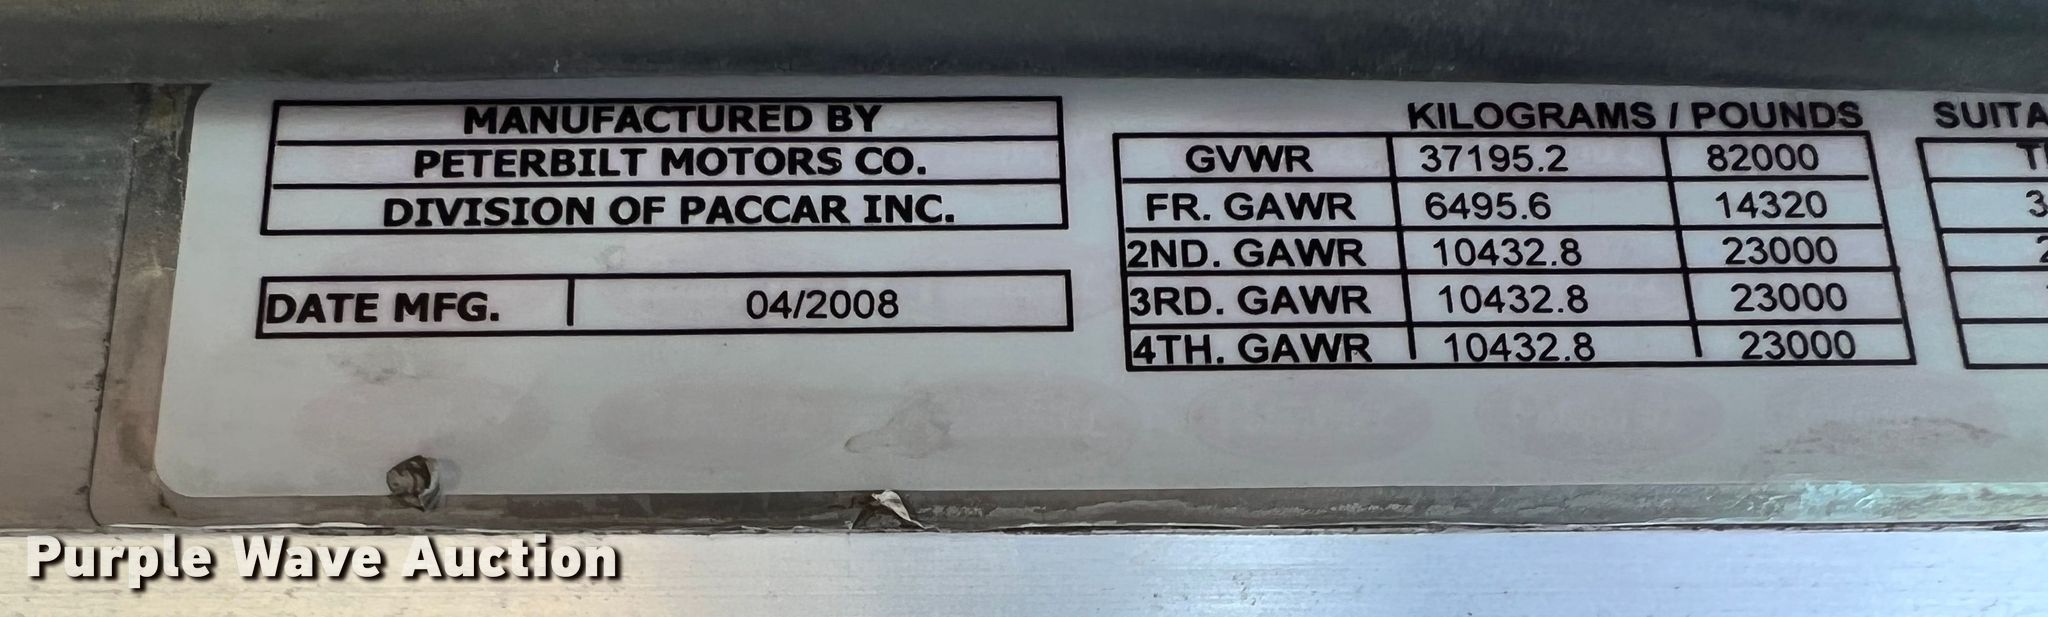 MANUFACTURED BY
PETERBILT MOTORS CO.
DIVISION OF PACCAR INC.
DATE MFG. 04/2008
KILOGRAMS / POUNDS
GVWR 37195.2 82000
FR. GAWR 6495.6 14320
2ND. GAWR 10432.8 23000
3RD. GAWR 10432.8 23000
4TH. GAWR 10432.8 23000
Purple Wave Auction